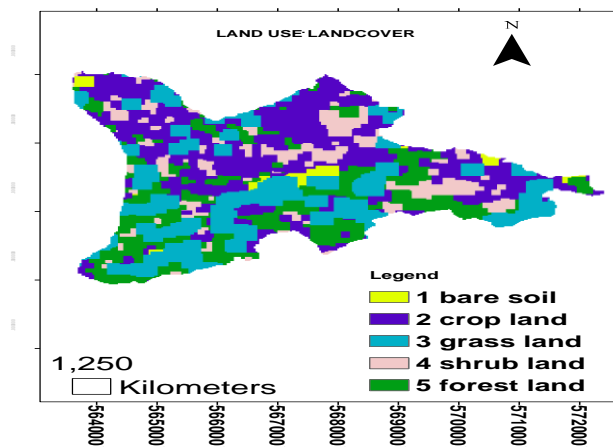 LAND USE-LANDCOVER
N
Legend
1 bare soil
2 crop land
3 grass land
4 shrub land
5 forest land
1,250
Kilometers
564000
565000
566000
567000
568000
569000
570000
571000
572000